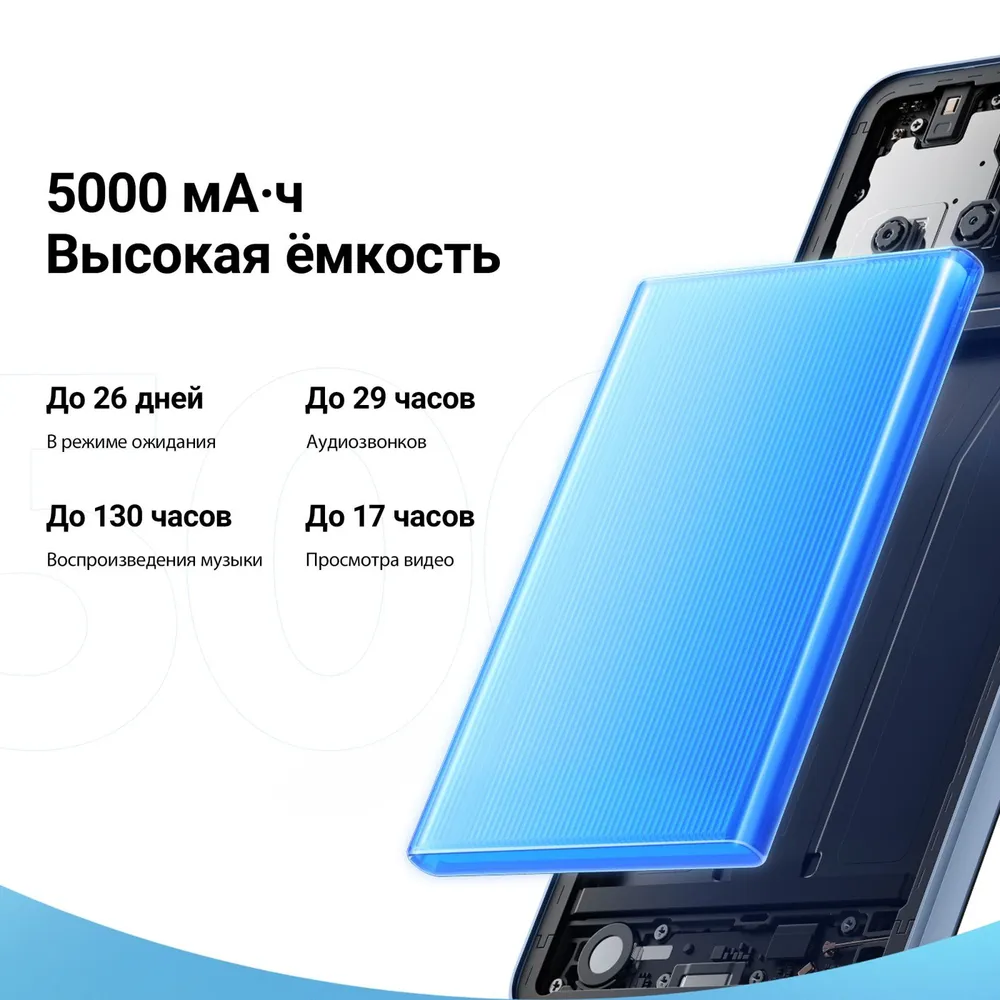 5000 мА·ч
Высокая ёмкость
До 26 дней
В режиме ожидания
До 29 часов
Аудиозвонков
До 130 часов
Воспроизведения музыки
До 17 часов
Просмотра видео